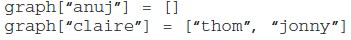 graph[“anuj”] = []
graph[“claire”] = [“thom”, “jonny”]